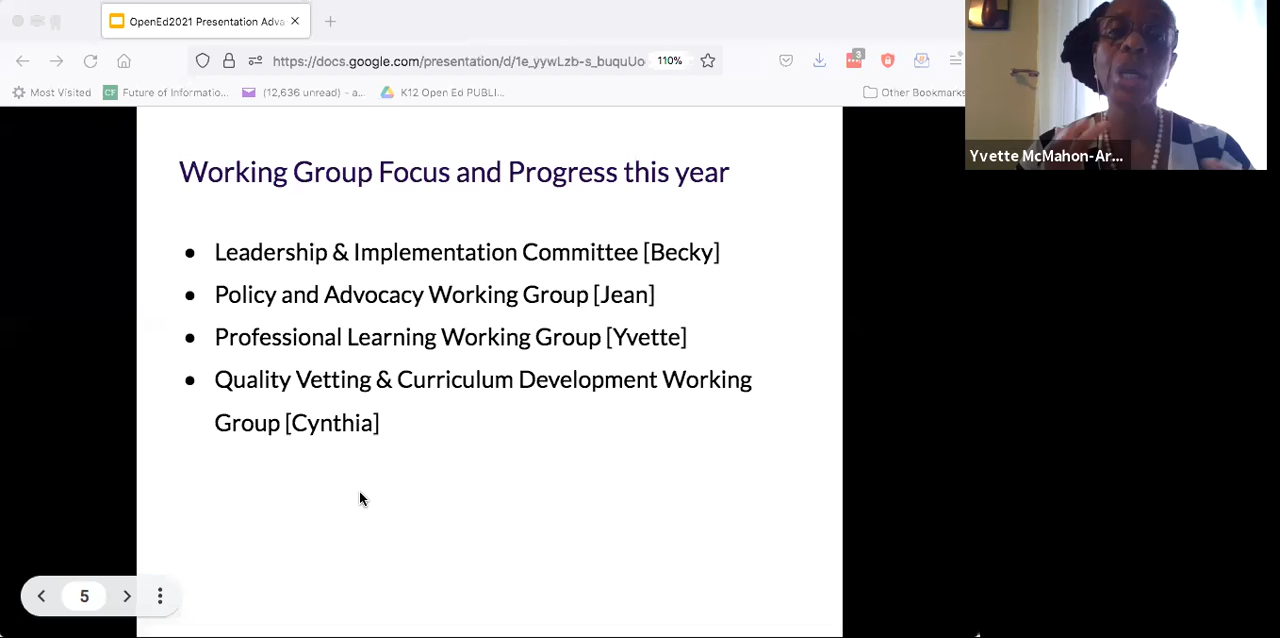 OpenEd2021 Presentation Adva
https://docs.google.com/presentation/d/1e_yywLzb-s_buquUo
110%
3
Most Visited
CF
Future of Informatio...
(12,636 unread) - a...
K12 Open Ed PUBLI...
Other Bookmarks
Yvette McMahon-Ar...
Working Group Focus and Progress this year
Leadership & Implementation Committee [Becky]
Policy and Advocacy Working Group [Jean]
Professional Learning Working Group [Yvette]
Quality Vetting & Curriculum Development Working
Group [Cynthia]
5